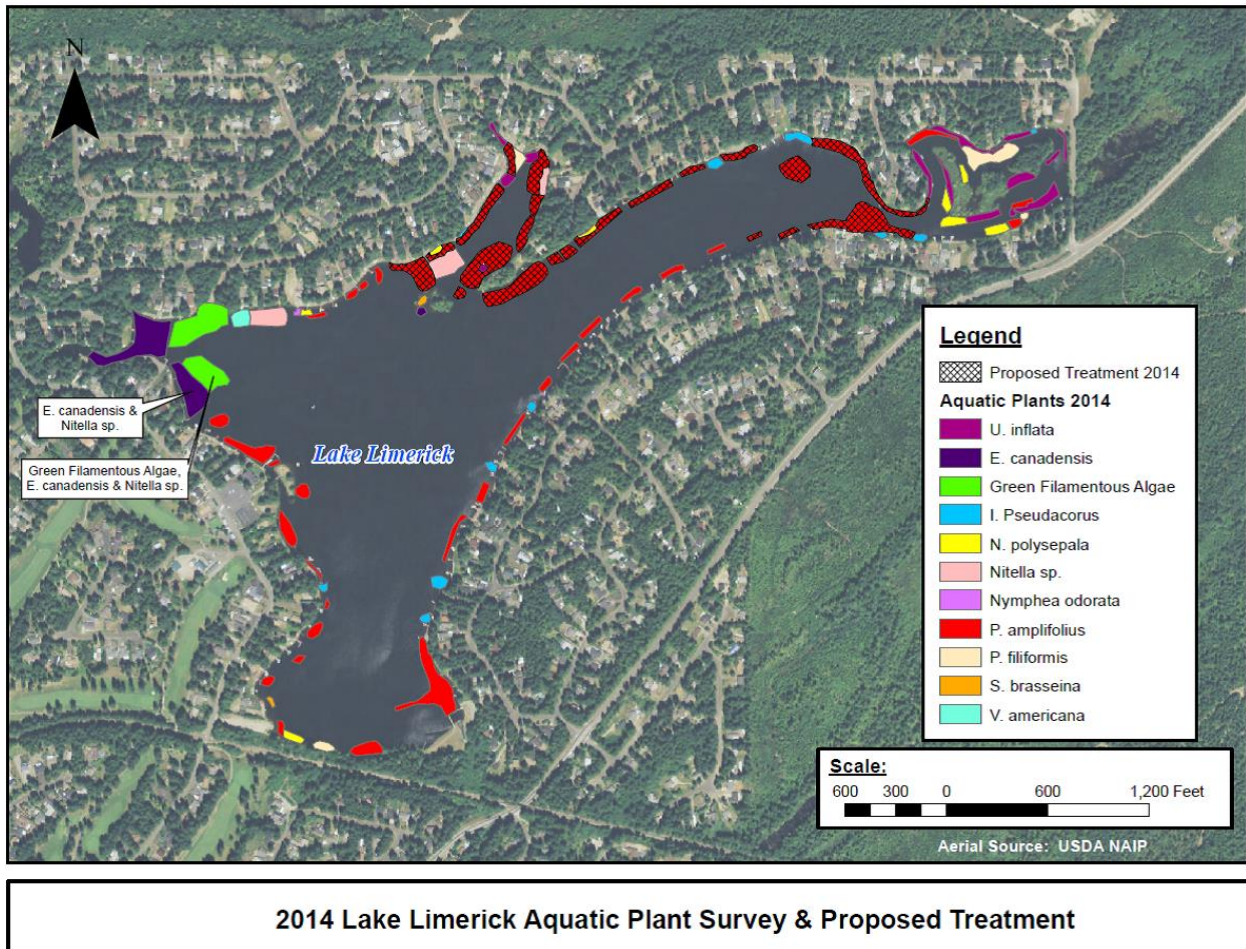 N
E. canadensis &
Nitella sp.
Green Filamentous Algae,
E. canadensis & Nitella sp.
Lake Limerick
Legend
Proposed Treatment 2014
Aquatic Plants 2014
U. inflata
E. canadensis
Green Filamentous Algae
I. Pseudacorus
N. polysepala
Nitella sp.
Nymphea odorata
P. amplifolius
P. filiformis
S. brasseina
V. americana
Scale:
600 300 0 600 1,200 Feet
Aerial Source: USDA NAIP
2014 Lake Limerick Aquatic Plant Survey & Proposed Treatment